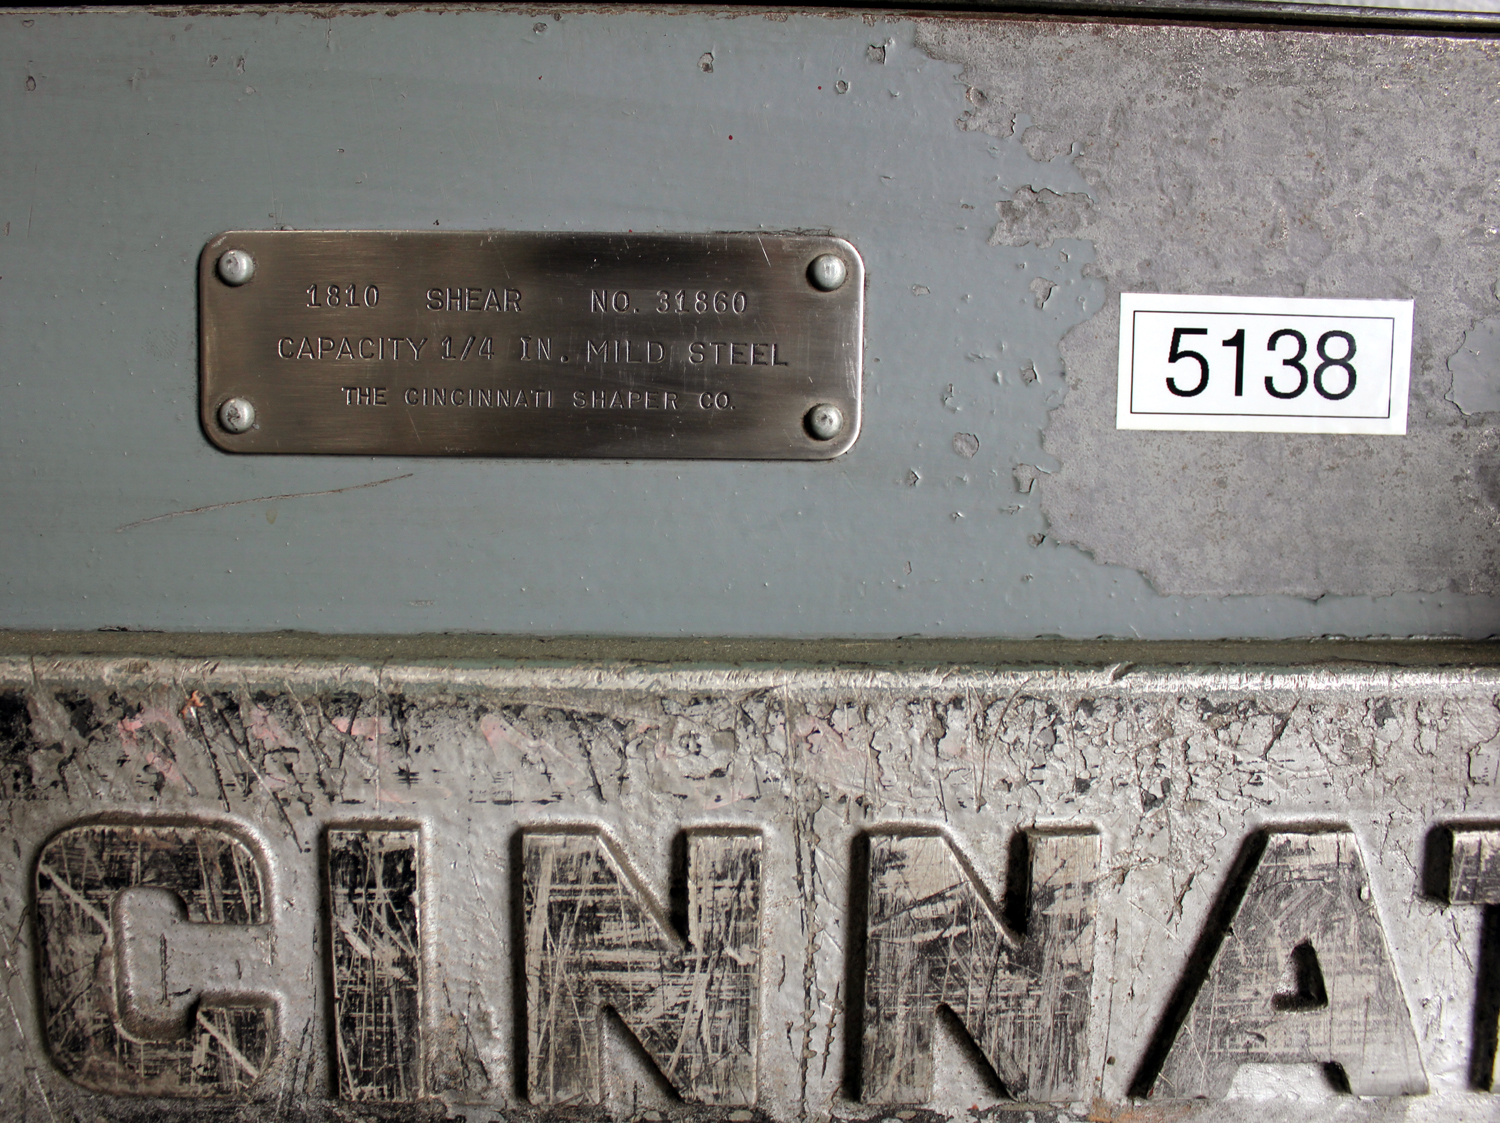 1810 SHEAR NO. 31860
CAPACITY 1/4 IN. MILD STEEL
THE CINCINNATI SHAPER CO.
5138
CINNAT